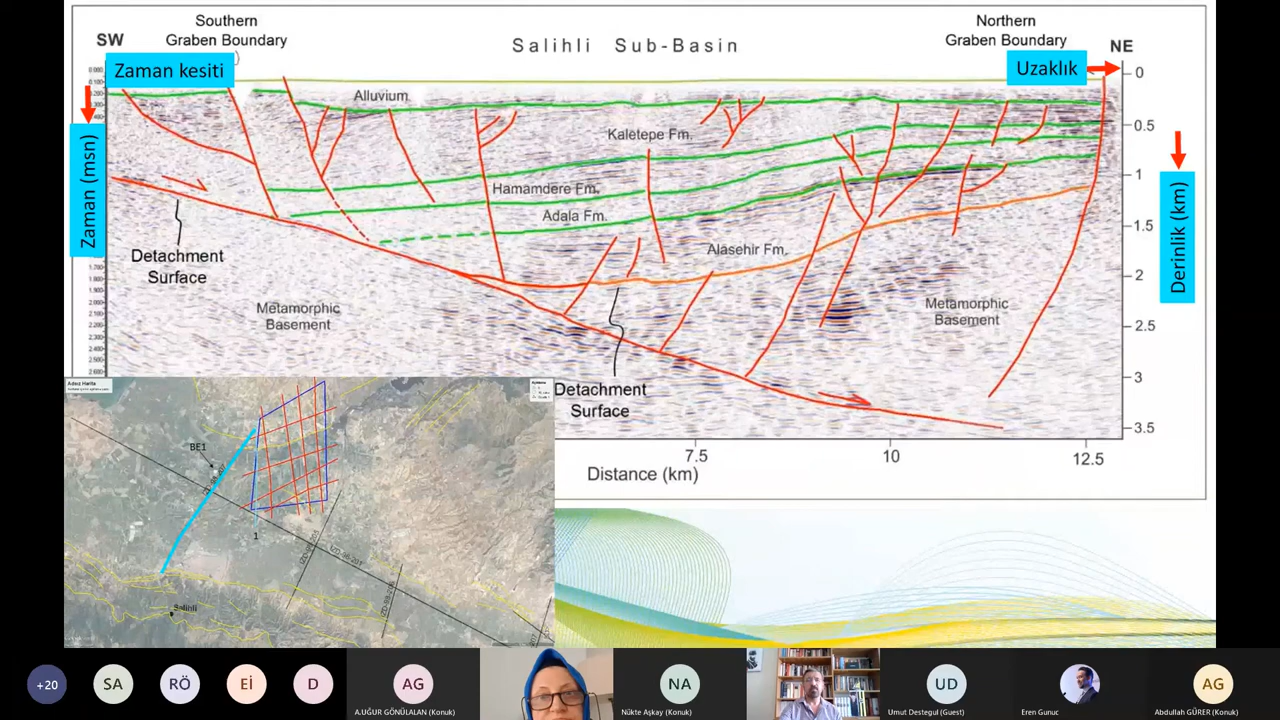 Southern
Graben Boundary
SW
Salihli Sub-Basin
Northern
Graben Boundary
NE
Zaman kesiti
Uzaklık
0
Alluvium
Zaman (msn)
Kaletepe Fm.
0.5
Hamamdere Fm.
1
Adala Fm.
1.5
Derinlik (km)
Detachment
Surface
Alasehir Fm.
2
Metamorphic
Basement
Metamorphic
Basement
2.5
3
Detachment
Surface
3.5
7.5
10
12.5
Distance (km)
BE1
1
Salihli
+20
SA
RÖ
Eİ
D
AG
A.UĞUR GÖNÜLALAN (Konuk)
NA
Nükte Aşkay (Konuk)
UD
Umut Destegul (Guest)
Eren Gunuc
AG
Abdullah GÜRER (Konuk)